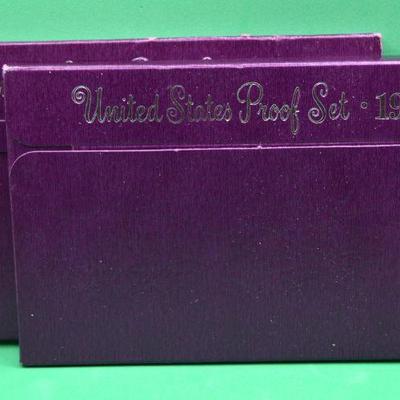 United States Proof Set · 19